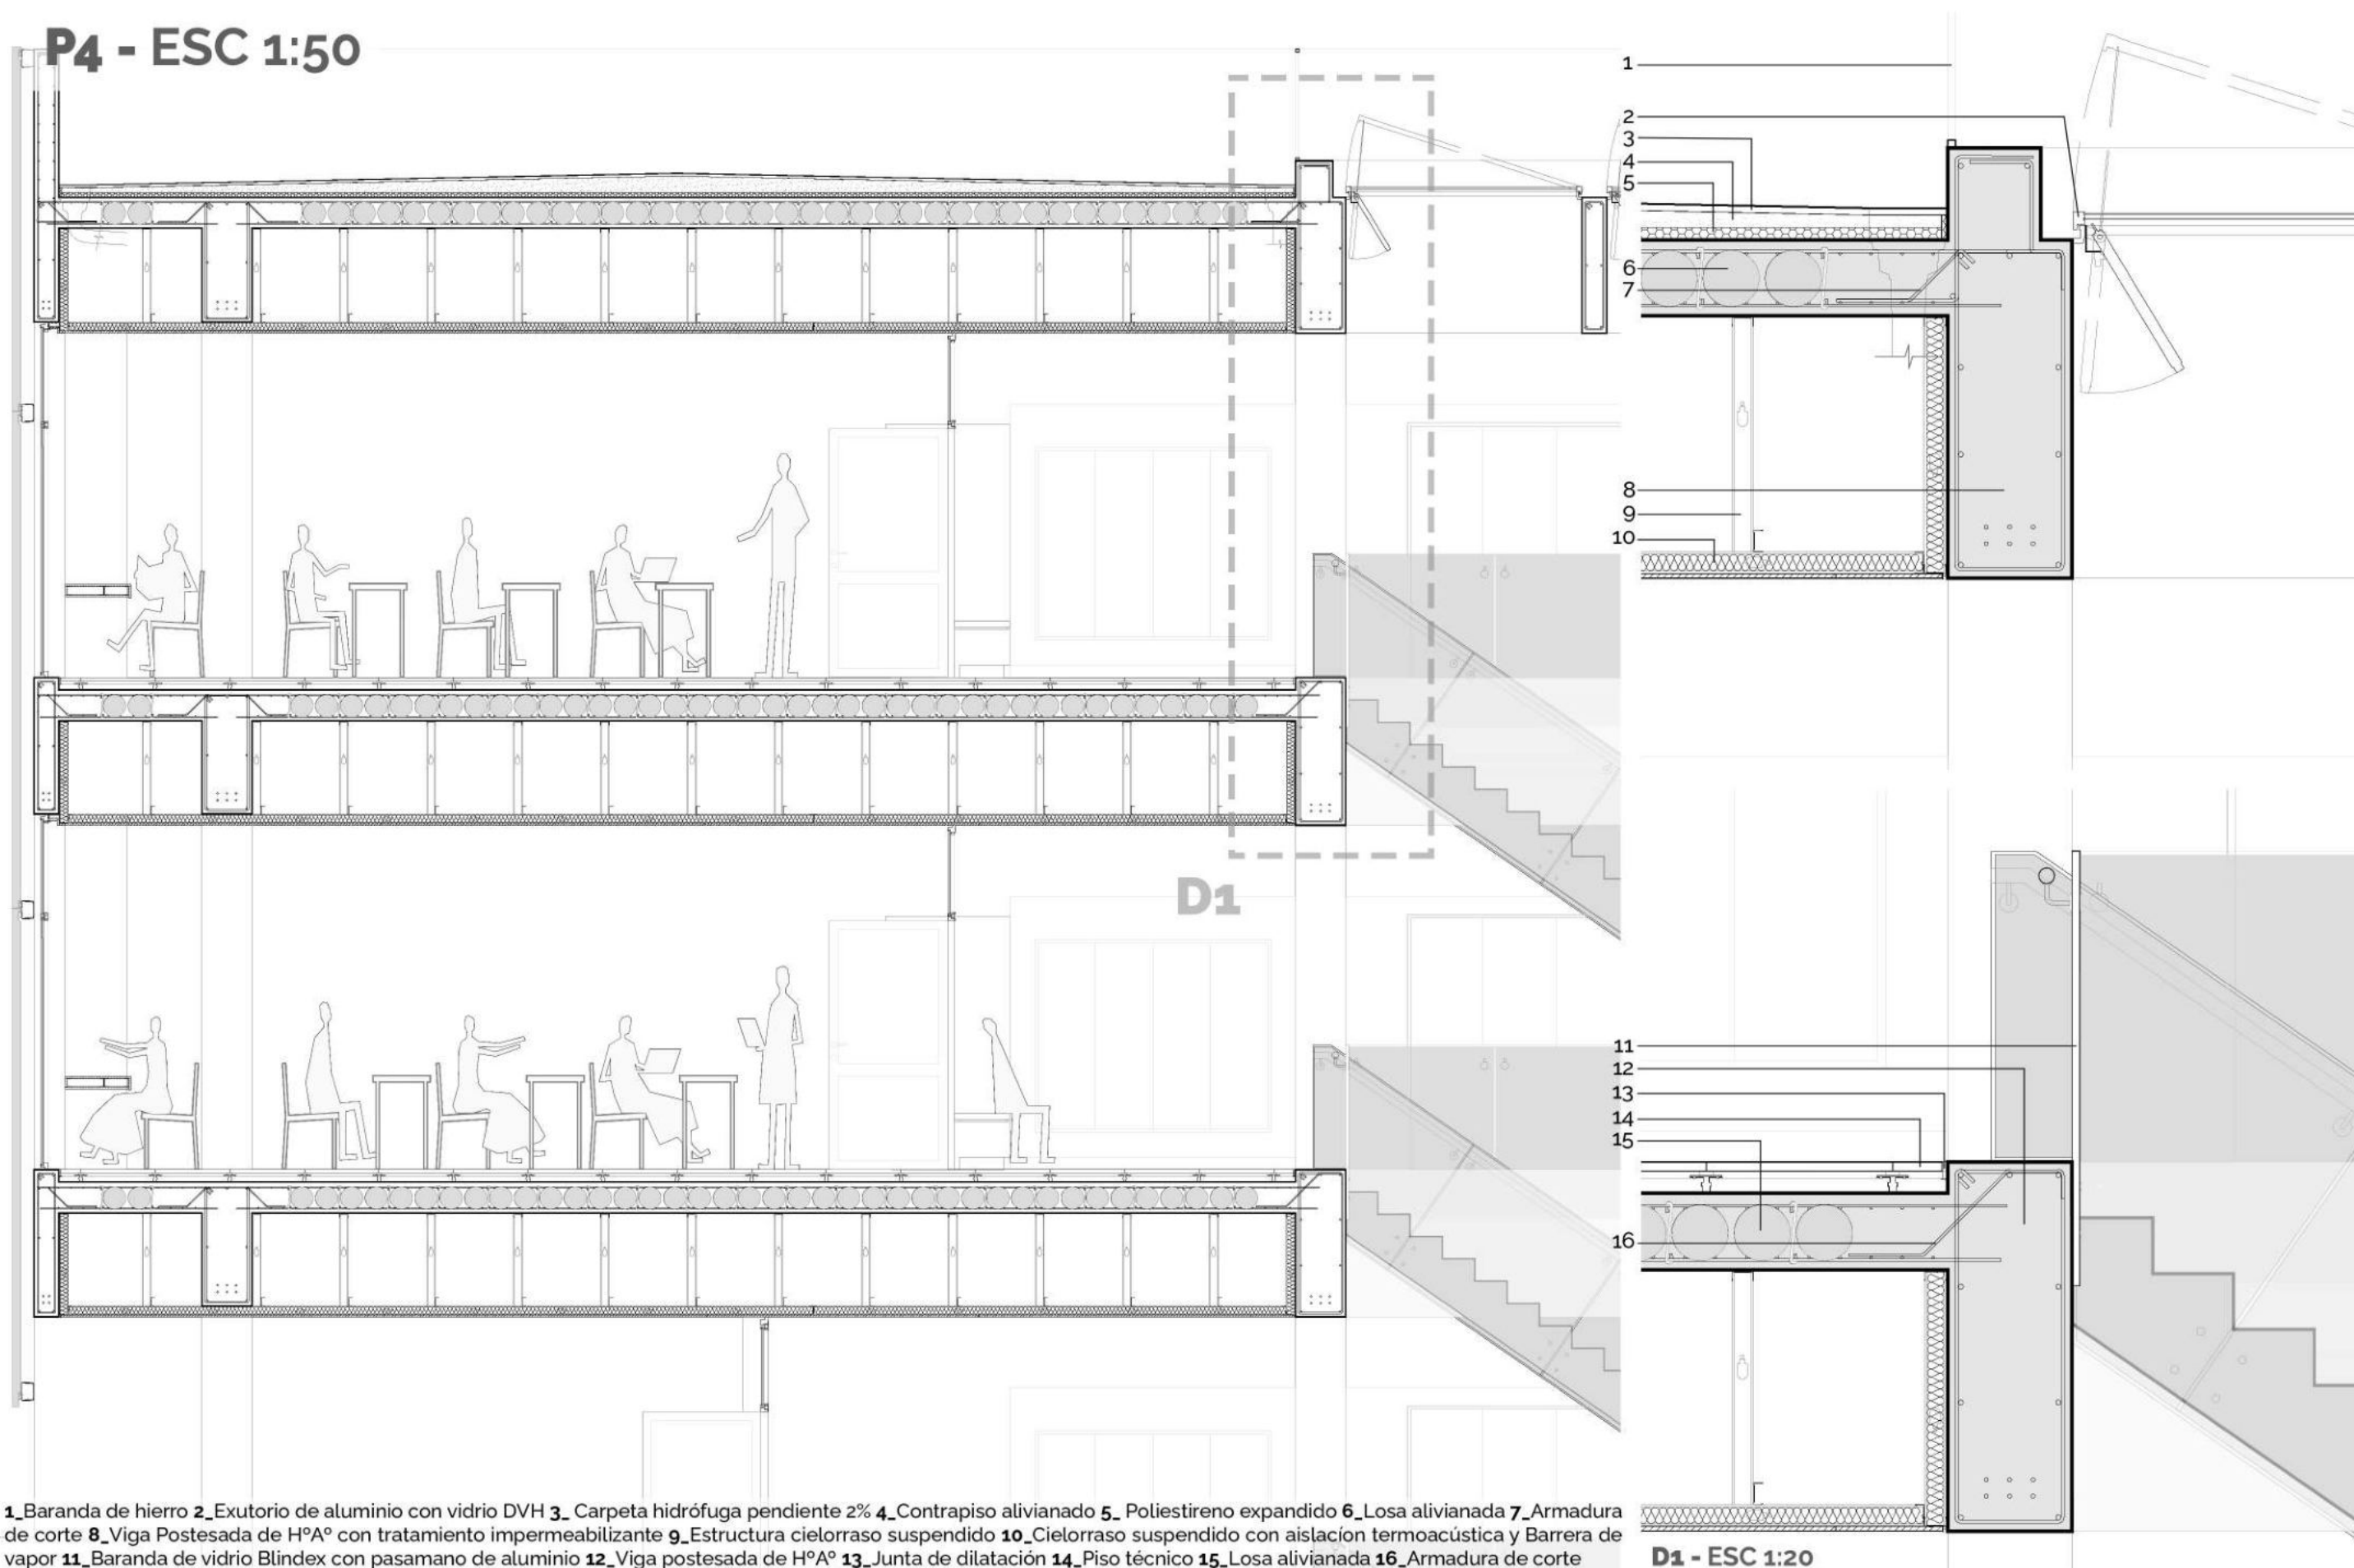 P4 - ESC 1:50
1
2
3
4
5
6
7
8
9
10
D1
11
12
13
14
15
16
1_Baranda de hierro 2_Exutorio de aluminio con vidrio DVH 3_ Carpeta hidrófuga pendiente 2% 4_Contrapiso alivianado 5_ Poliestireno expandido 6_Losa alivianada 7_Armadura
de corte 8_Viga Postesada de HºAº con tratamiento impermeabilizante 9_Estructura cielorraso suspendido 10_Cielorraso suspendido con aislacíon termoacústica y Barrera de
vapor 11_Baranda de vidrio Blindex con pasamano de aluminio 12_Viga postesada de HºAº 13_Junta de dilatación 14_Piso técnico 15_Losa alivianada 16_Armadura de corte
D1 - ESC 1:20